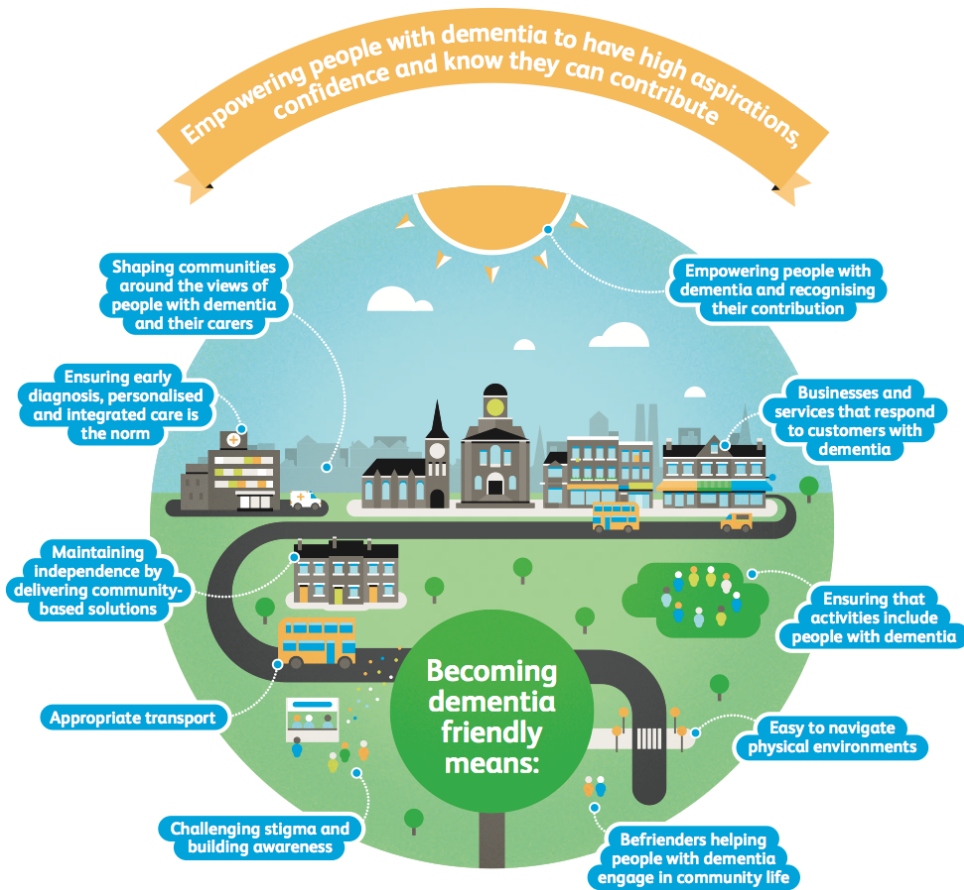 Empowering people with dementia to have high aspirations,
confidence and know they can contribute
Shaping communities
around the views of
people with dementia
and their carers
Empowering people with
dementia and recognising
their contribution
Ensuring early
diagnosis, personalised
and integrated care is
the norm
Businesses and
services that respond
to customers with
dementia
Maintaining
independence by
delivering community-
based solutions
Ensuring that
activities include
people with dementia
Becoming
dementia
friendly
means:
Appropriate transport
Easy to navigate
physical environments
Challenging stigma and
building awareness
Befrienders helping
people with dementia
engage in community life